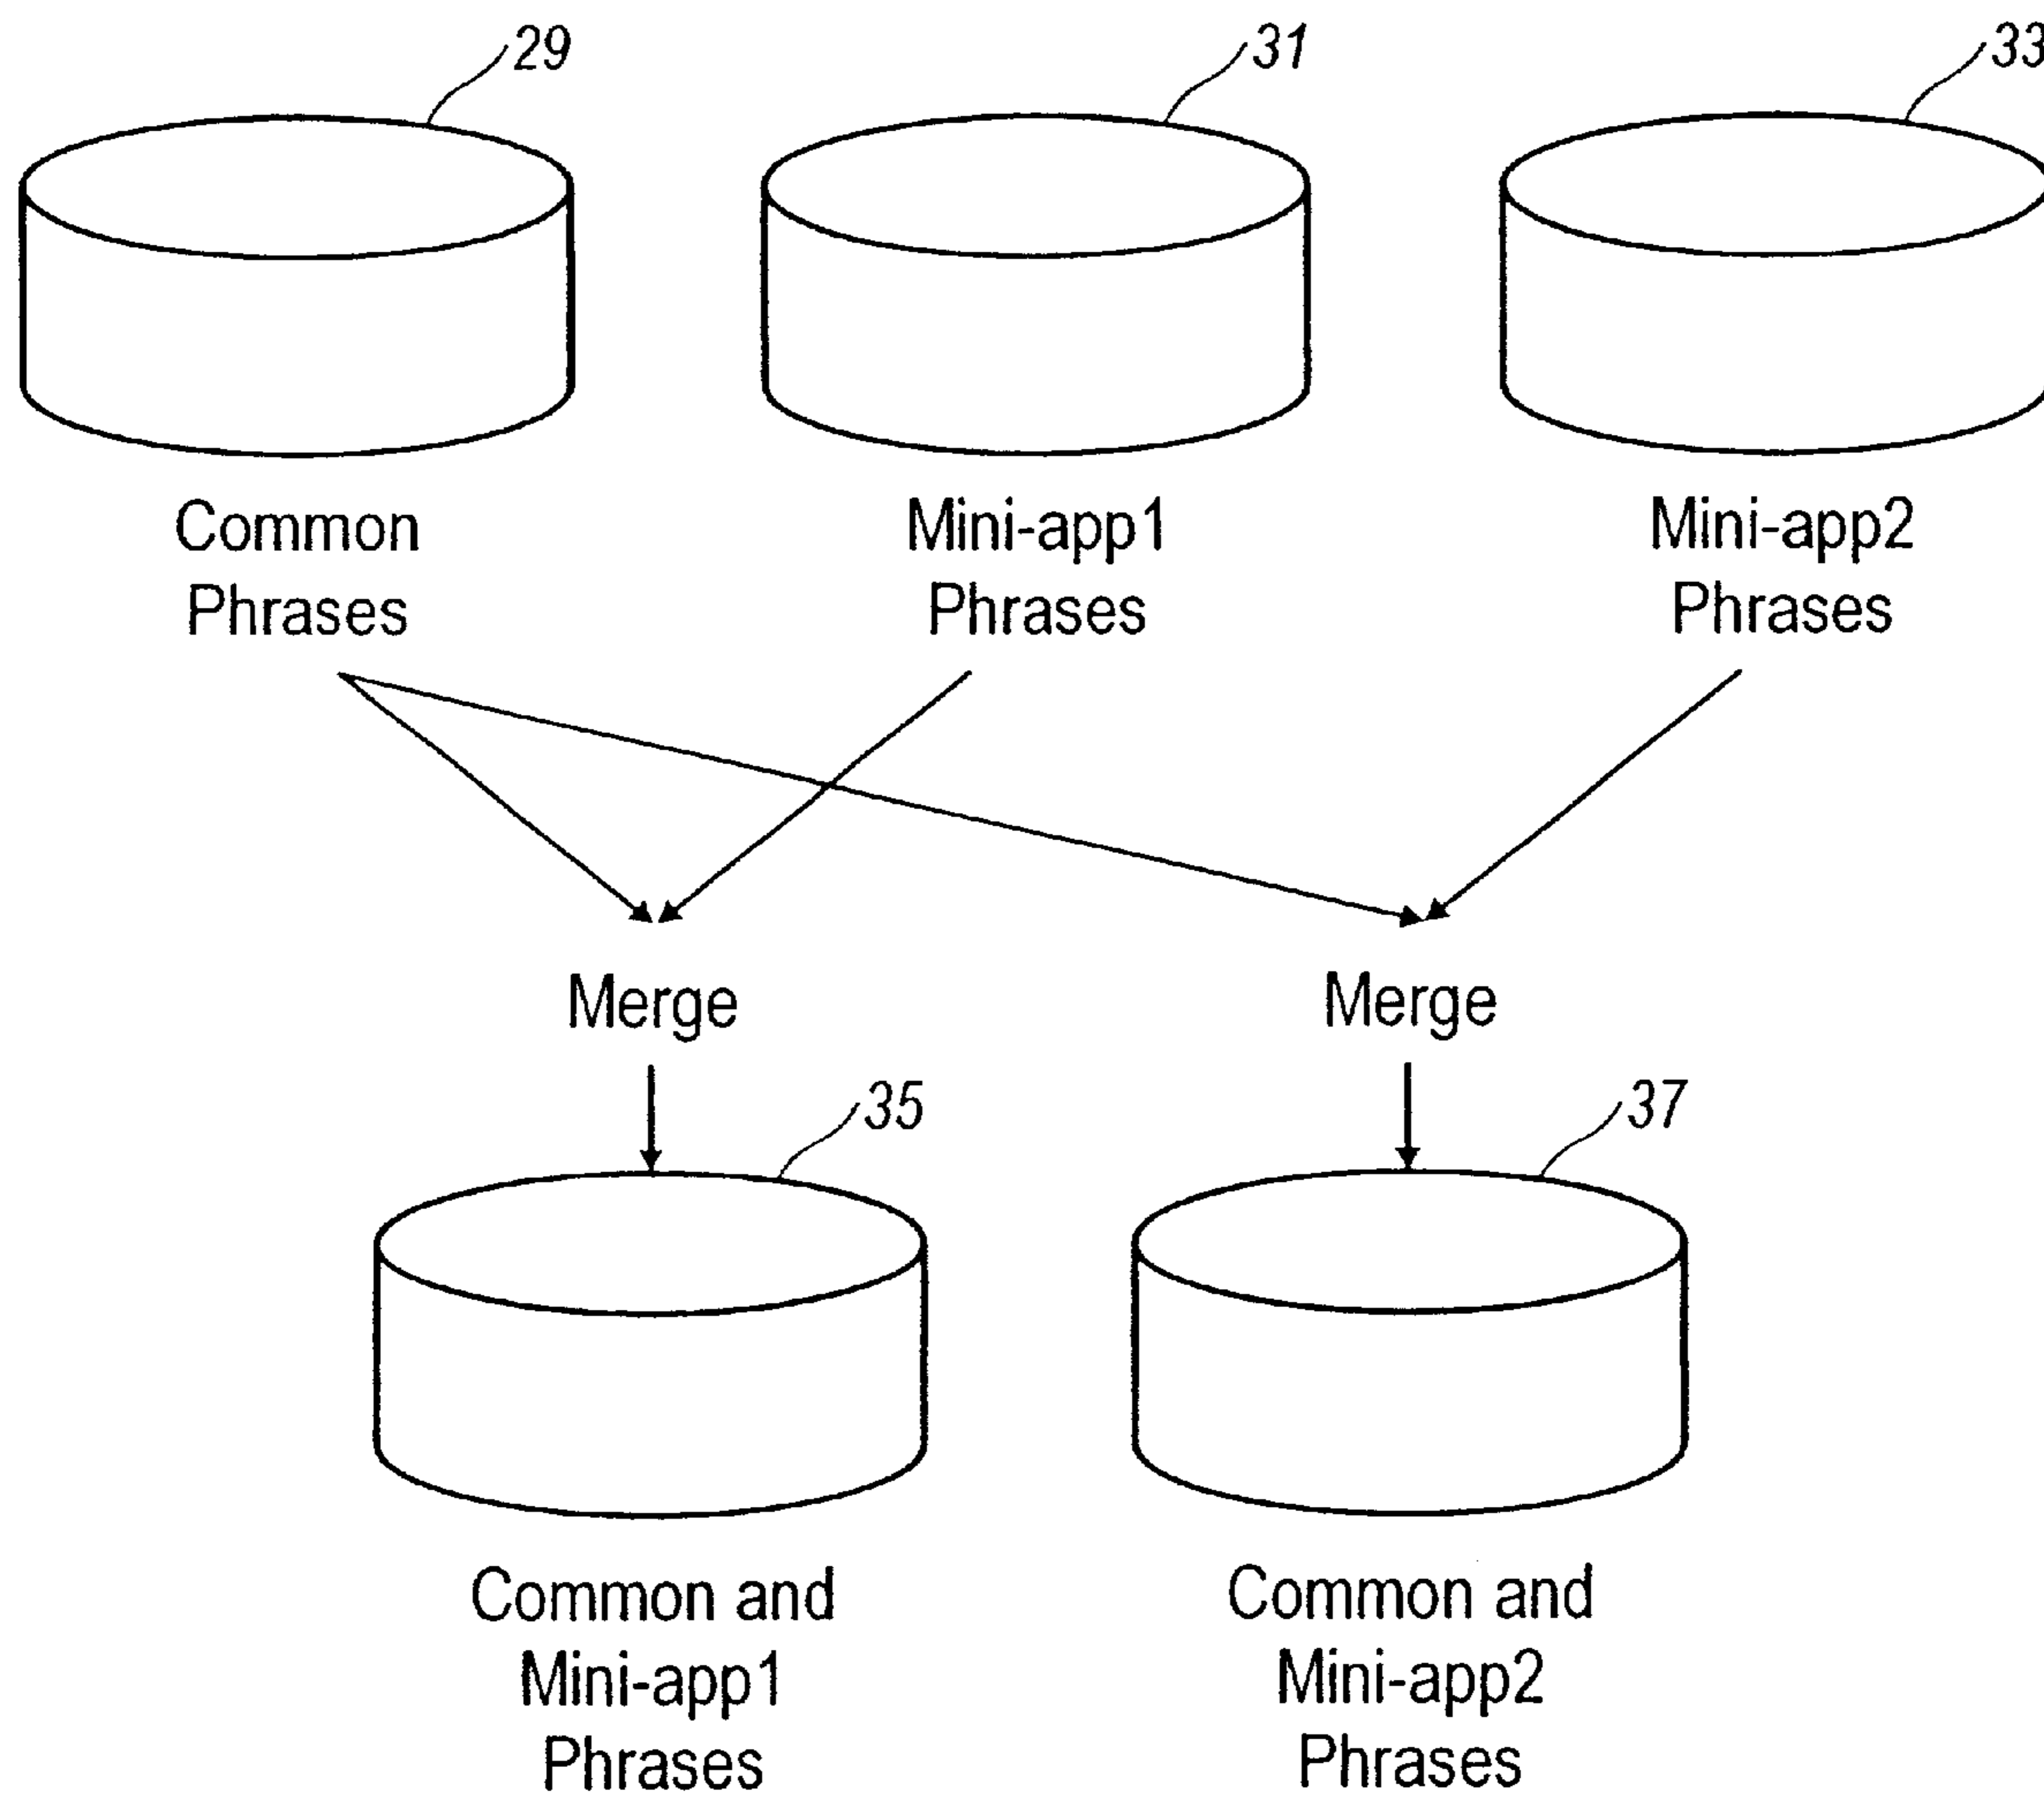 29
31
33
Common
Phrases
Mini-app1
Phrases
Mini-app2
Phrases
Merge
Merge
35
37
Common and
Mini-app1
Phrases
Common and
Mini-app2
Phrases